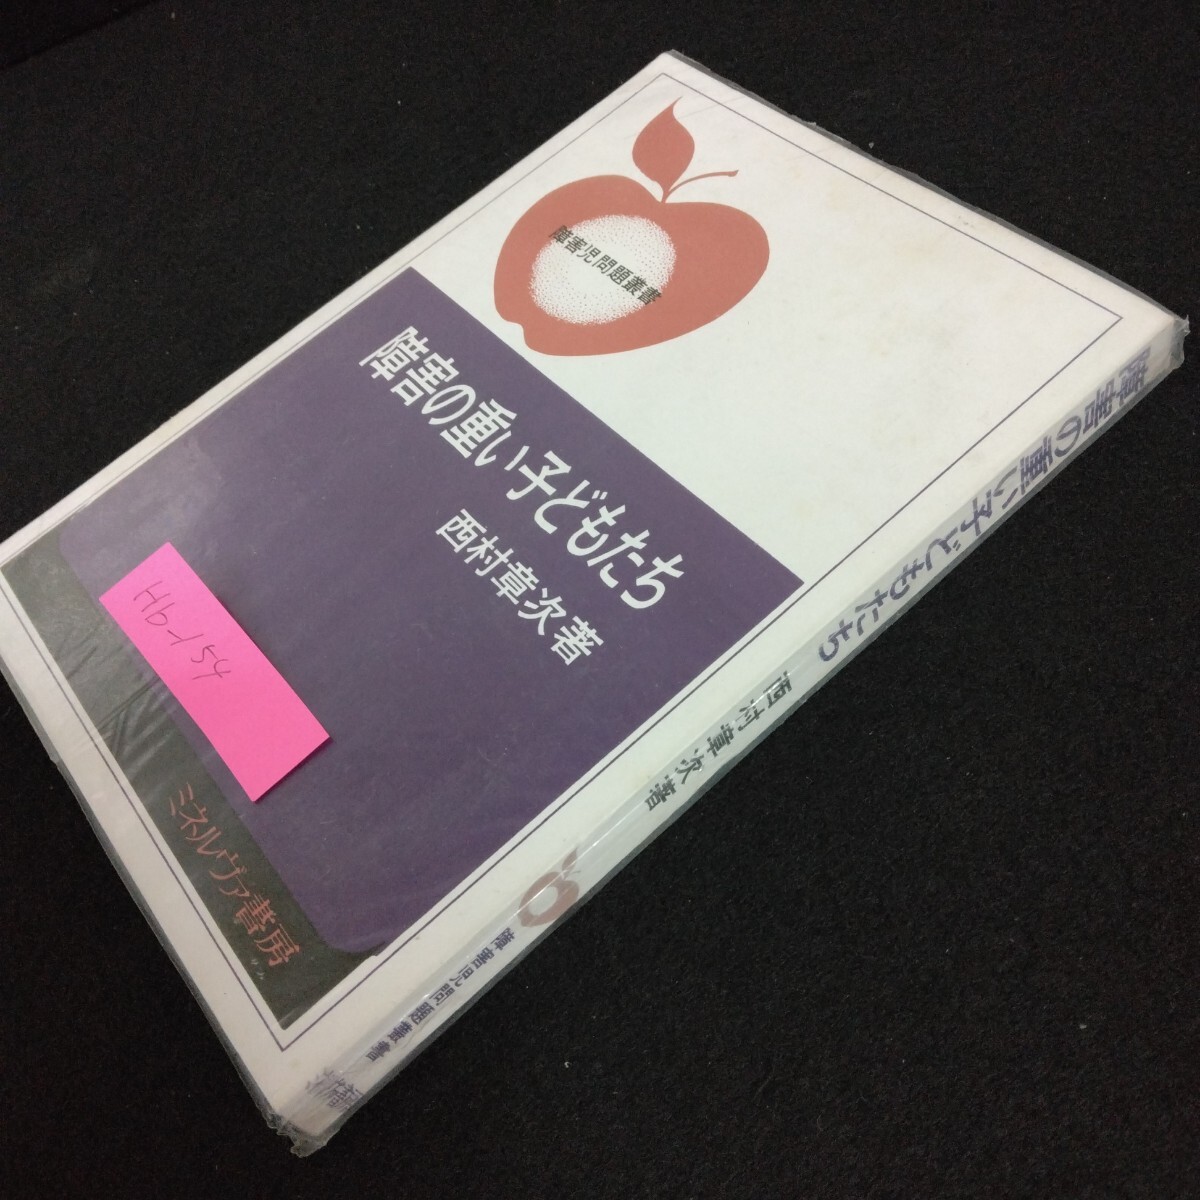 障害児問題叢書
障害の重い子どもたち
西村章次著
Hb-154
ミネルヴァ書房
障害の重い子どもたち 西村章次著
障害児問題叢書